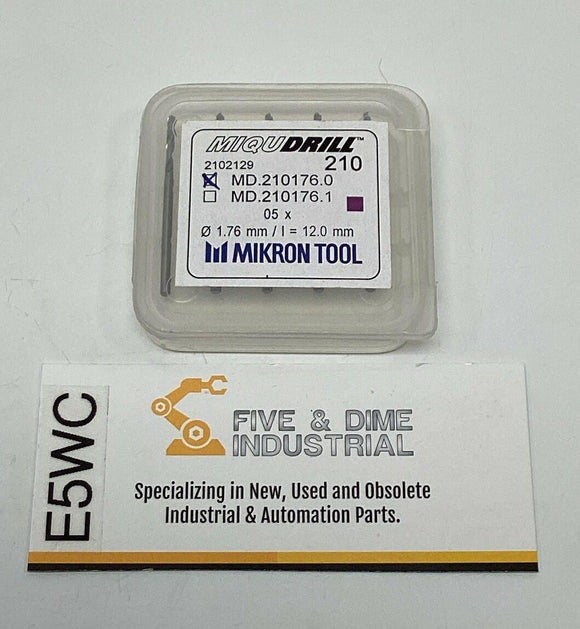 MIQUDRILL™
2102129 210
☒ MD.210176.0
☐ MD.210176.1
05 x
Ø 1.76 mm / l = 12.0 mm
MIKRON TOOL
E5WC
FIVE & DIME
INDUSTRIAL
Specializing in New, Used and Obsolete
Industrial & Automation Parts.